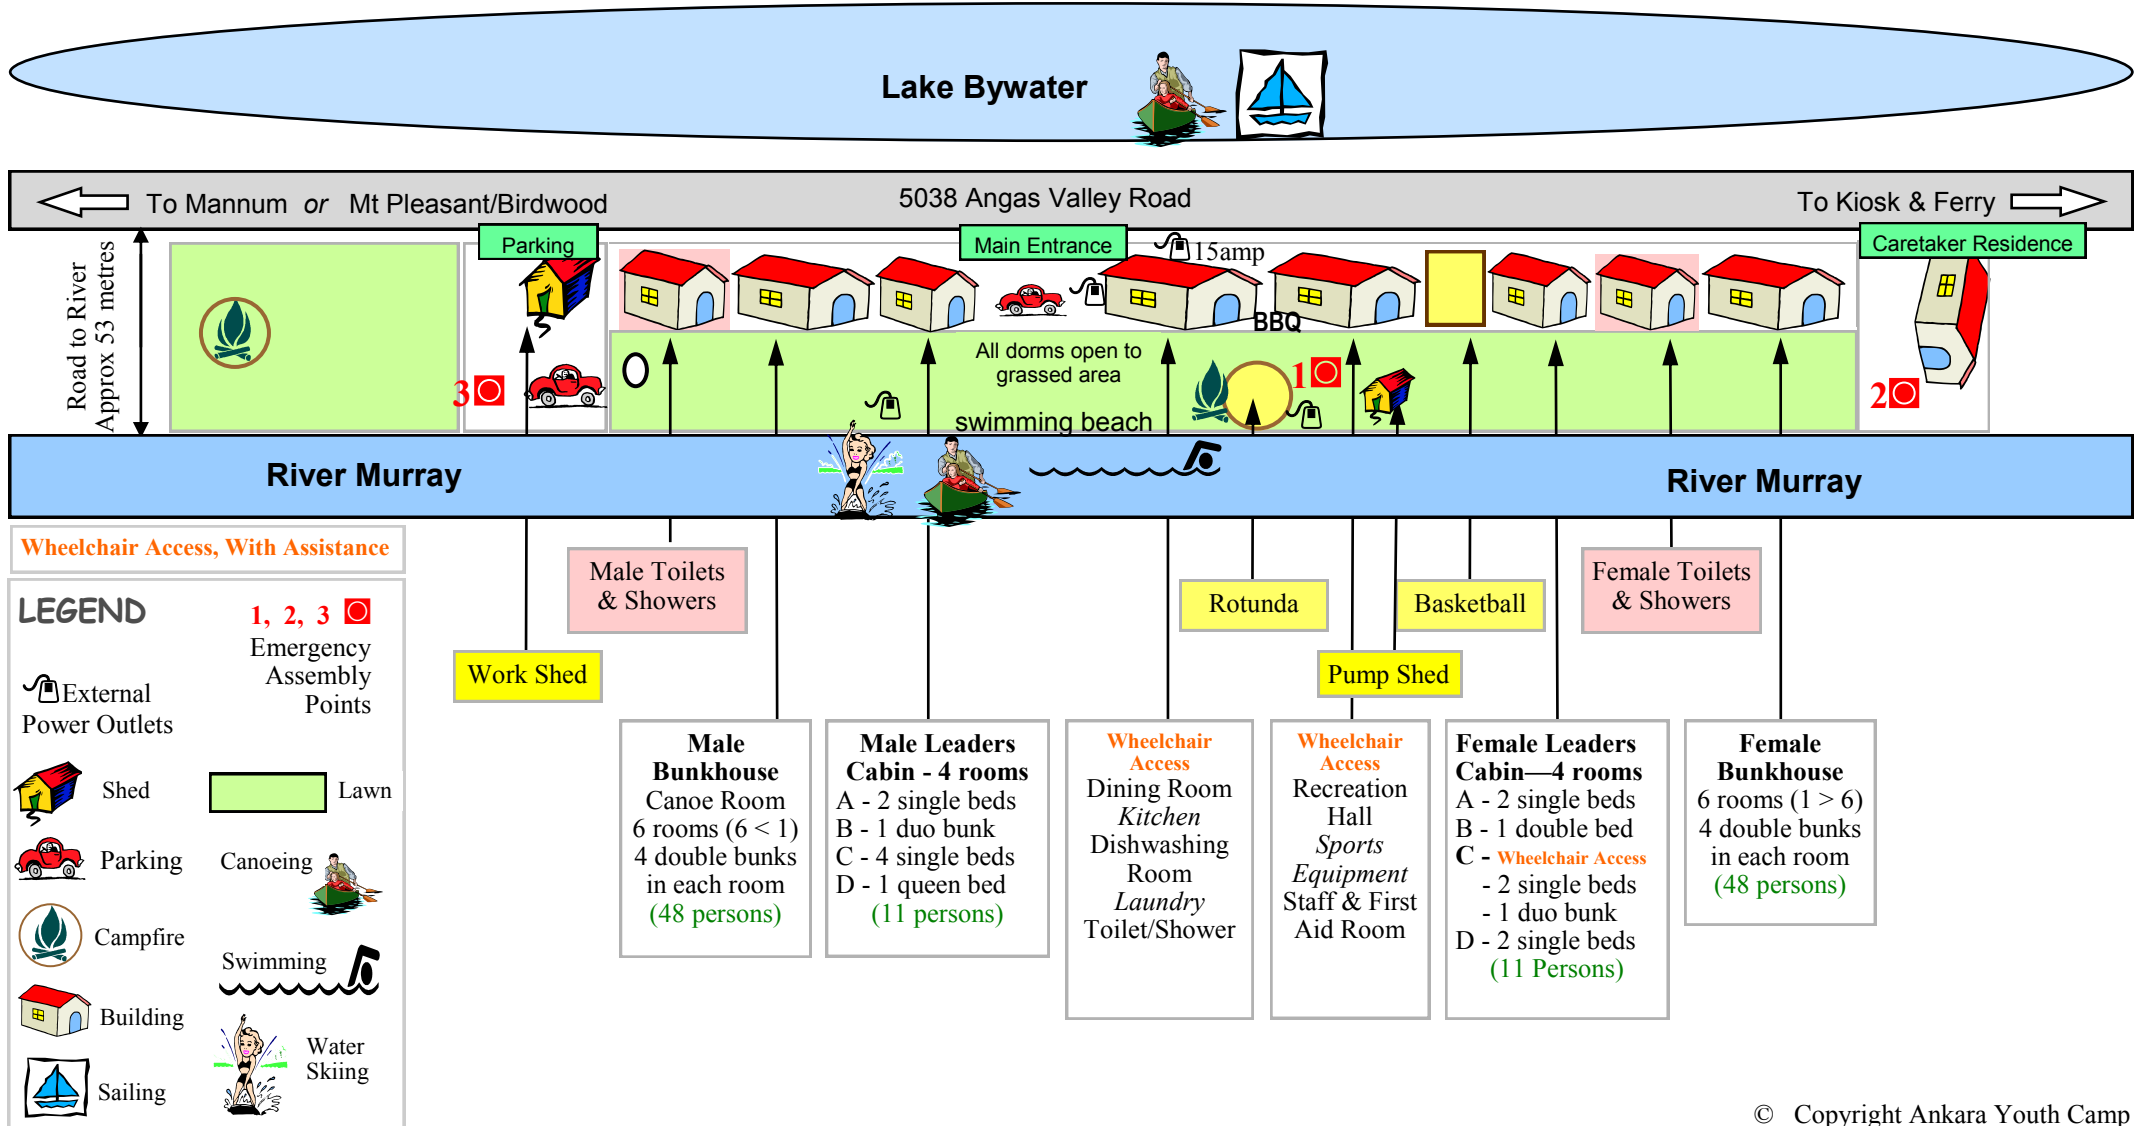 Lake Bywater
To Mannum or Mt Pleasant/Birdwood
5038 Angas Valley Road
To Kiosk & Ferry
Parking
Main Entrance
15amp
Caretaker Residence
Road to River
Approx 53 metres
BBQ
All dorms open to
grassed area
3
1
2
swimming beach
River Murray
River Murray
Wheelchair Access, With Assistance
LEGEND
1, 2, 3
Emergency
Assembly
Points
External
Power Outlets
Shed
Lawn
Parking
Canoeing
Campfire
Swimming
Building
Water
Skiing
Sailing
Work Shed
Male Toilets
& Showers
Rotunda
Basketball
Female Toilets
& Showers
Pump Shed
Male
Bunkhouse
Canoe Room
6 rooms (6 < 1)
4 double bunks
in each room
(48 persons)
Male Leaders
Cabin - 4 rooms
A - 2 single beds
B - 1 duo bunk
C - 4 single beds
D - 1 queen bed
(11 persons)
Wheelchair
Access
Dining Room
Kitchen
Dishwashing
Room
Laundry
Toilet/Shower
Wheelchair
Access
Recreation
Hall
Sports
Equipment
Staff & First
Aid Room
Female Leaders
Cabin—4 rooms
A - 2 single beds
B - 1 double bed
C - Wheelchair Access
- 2 single beds
- 1 duo bunk
D - 2 single beds
(11 Persons)
Female
Bunkhouse
6 rooms (1 > 6)
4 double bunks
in each room
(48 persons)
© Copyright Ankara Youth Camp